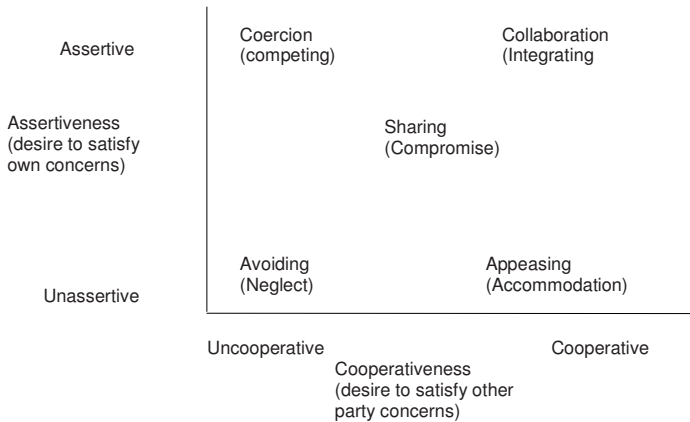 Assertive
Coercion
(competing)
Collaboration
(Integrating
Assertiveness
(desire to satisfy
own concerns)
Sharing
(Compromise)
Avoiding
(Neglect)
Appeasing
(Accommodation)
Unassertive
Uncooperative
Cooperative
Cooperativeness
(desire to satisfy other
party concerns)